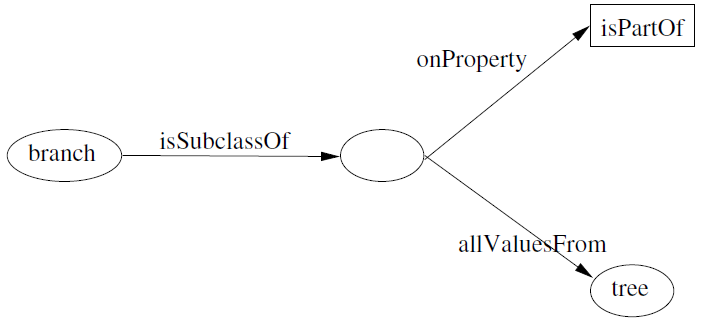 isPartOf
onProperty
isSubclassOf
branch
allValuesFrom
tree